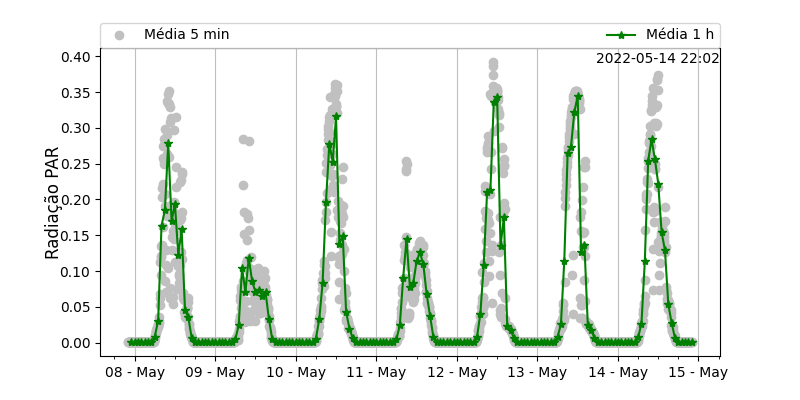 Média 5 min
Média 1 h
2022-05-14 22:02
Radiação PAR
0.40
0.35
0.30
0.25
0.20
0.15
0.10
0.05
0.00
08 - May
09 - May
10 - May
11 - May
12 - May
13 - May
14 - May
15 - May